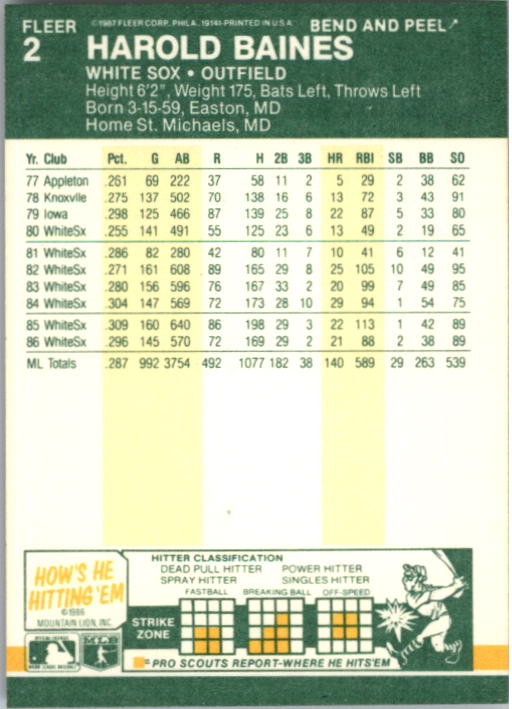 FLEER
2
©1987 FLEER CORP., PHILA., 19141-PRINTED IN U.S.A.
BEND AND PEEL
HAROLD BAINES
WHITE SOX • OUTFIELD
Height 6'2", Weight 175, Bats Left, Throws Left
Born 3-15-59, Easton, MD
Home St. Michaels, MD
Yr. Club Pct. G AB R H 2B 3B HR RBI SB BB SO
77 Appleton .261 69 222 37 58 11 2 5 29 2 38 62
78 Knoxvlle .275 137 502 70 138 16 6 13 72 3 43 91
79 Iowa .298 125 466 87 139 25 8 22 87 5 33 80
80 WhiteSx .255 141 491 55 125 23 6 13 49 2 19 65
81 WhiteSx .286 82 280 42 80 11 7 10 41 6 12 41
82 WhiteSx .271 161 608 89 165 29 8 25 105 10 49 95
83 WhiteSx .280 156 596 76 167 33 2 20 99 7 49 85
84 WhiteSx .304 147 569 72 173 28 10 29 94 1 54 75
85 WhiteSx .309 160 640 86 198 29 3 22 113 1 42 89
86 WhiteSx .296 145 570 72 169 29 2 21 88 2 38 89
ML Totals .287 992 3754 492 1077 182 38 140 589 29 263 539
HOW'S HE
HITTING 'EM
©1986
MOUNTAIN LION, INC.
HITTER CLASSIFICATION
DEAD PULL HITTER POWER HITTER
SPRAY HITTER SINGLES HITTER
FASTBALL BREAKING BALL OFF-SPEED
STRIKE
ZONE
= PRO SCOUTS REPORT-WHERE HE HITS 'EM
MLB